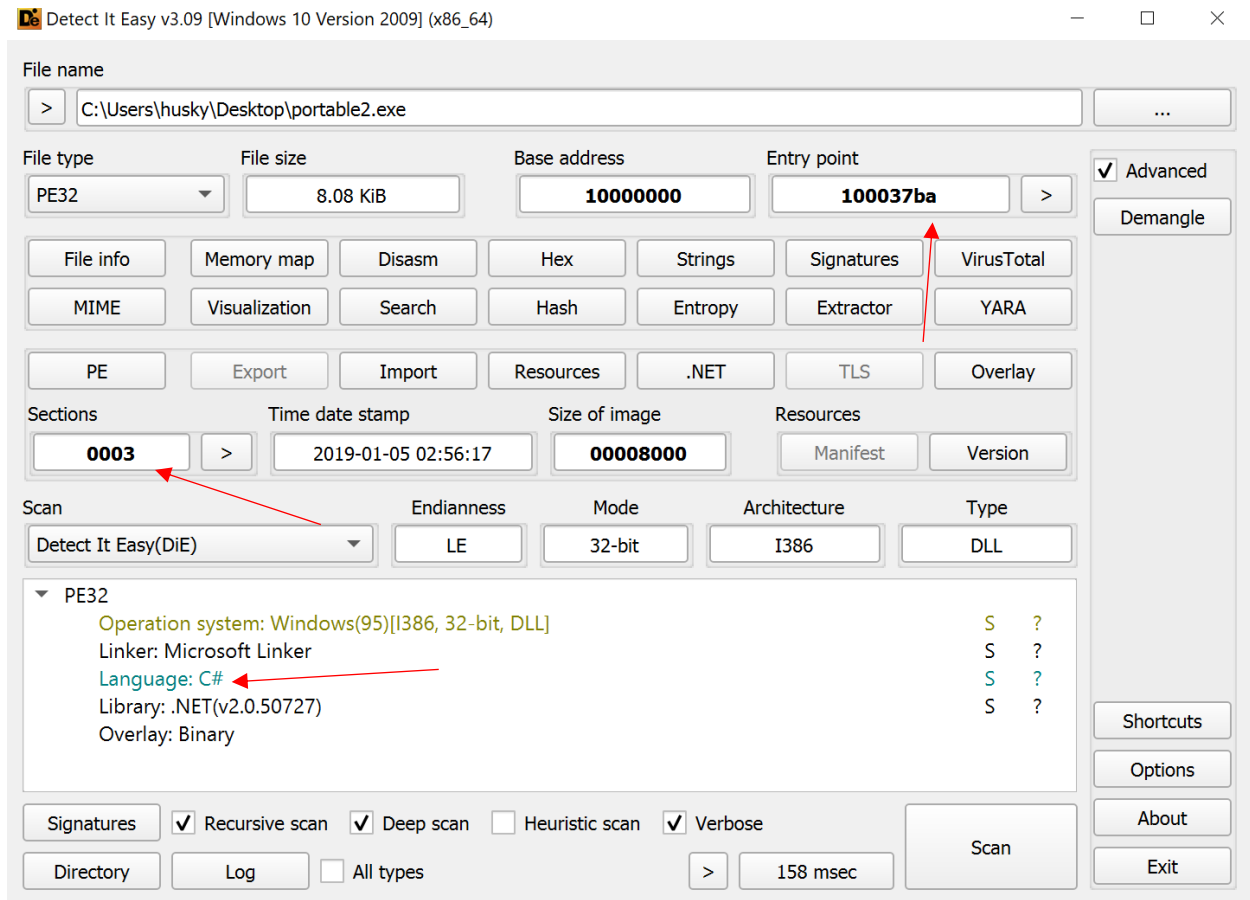 Detect It Easy v3.09 [Windows 10 Version 2009] (x86_64)
File name
> C:\Users\husky\Desktop\portable2.exe ...
File type File size Base address Entry point
PE32 8.08 KiB 10000000 100037ba >
Advanced
Demangle
File info Memory map Disasm Hex Strings Signatures VirusTotal
MIME Visualization Search Hash Entropy Extractor YARA
PE Export Import Resources .NET TLS Overlay
Sections Time date stamp Size of image Resources
0003 > 2019-01-05 02:56:17 00008000 Manifest Version
Scan Endianness Mode Architecture Type
Detect It Easy(DiE) LE 32-bit I386 DLL
PE32
Operation system: Windows(95)[I386, 32-bit, DLL] S ?
Linker: Microsoft Linker S ?
Language: C# S ?
Library: .NET(v2.0.50727) S ?
Overlay: Binary
Shortcuts
Options
About
Exit
Signatures Recursive scan Deep scan Heuristic scan Verbose
Scan
Directory Log All types > 158 msec